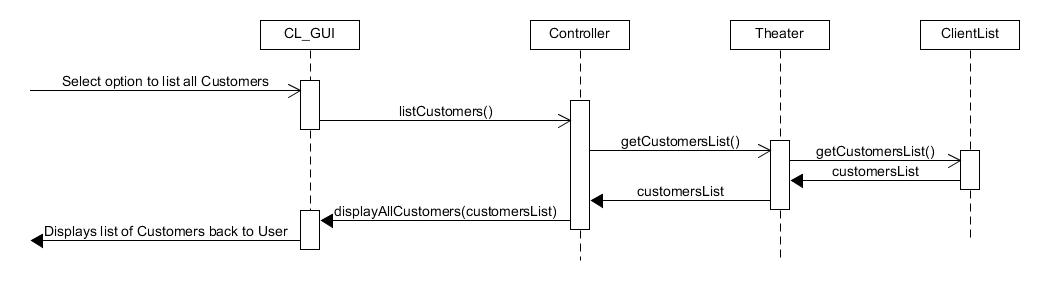 CL_GUI
Controller
Theater
ClientList
Select option to list all Customers
listCustomers()
getCustomersList()
getCustomersList()
customersList
customersList
displayAllCustomers(customersList)
Displays list of Customers back to User